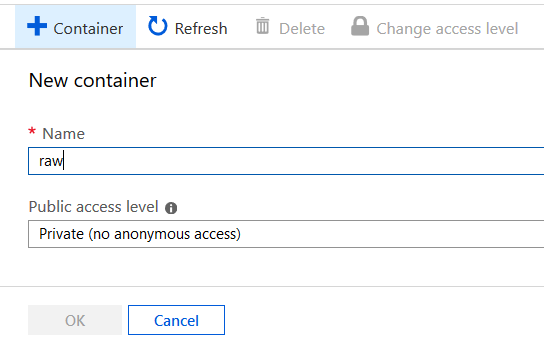 + Container Refresh Delete Change access level
New container
* Name
raw
Public access level
Private (no anonymous access)
OK Cancel